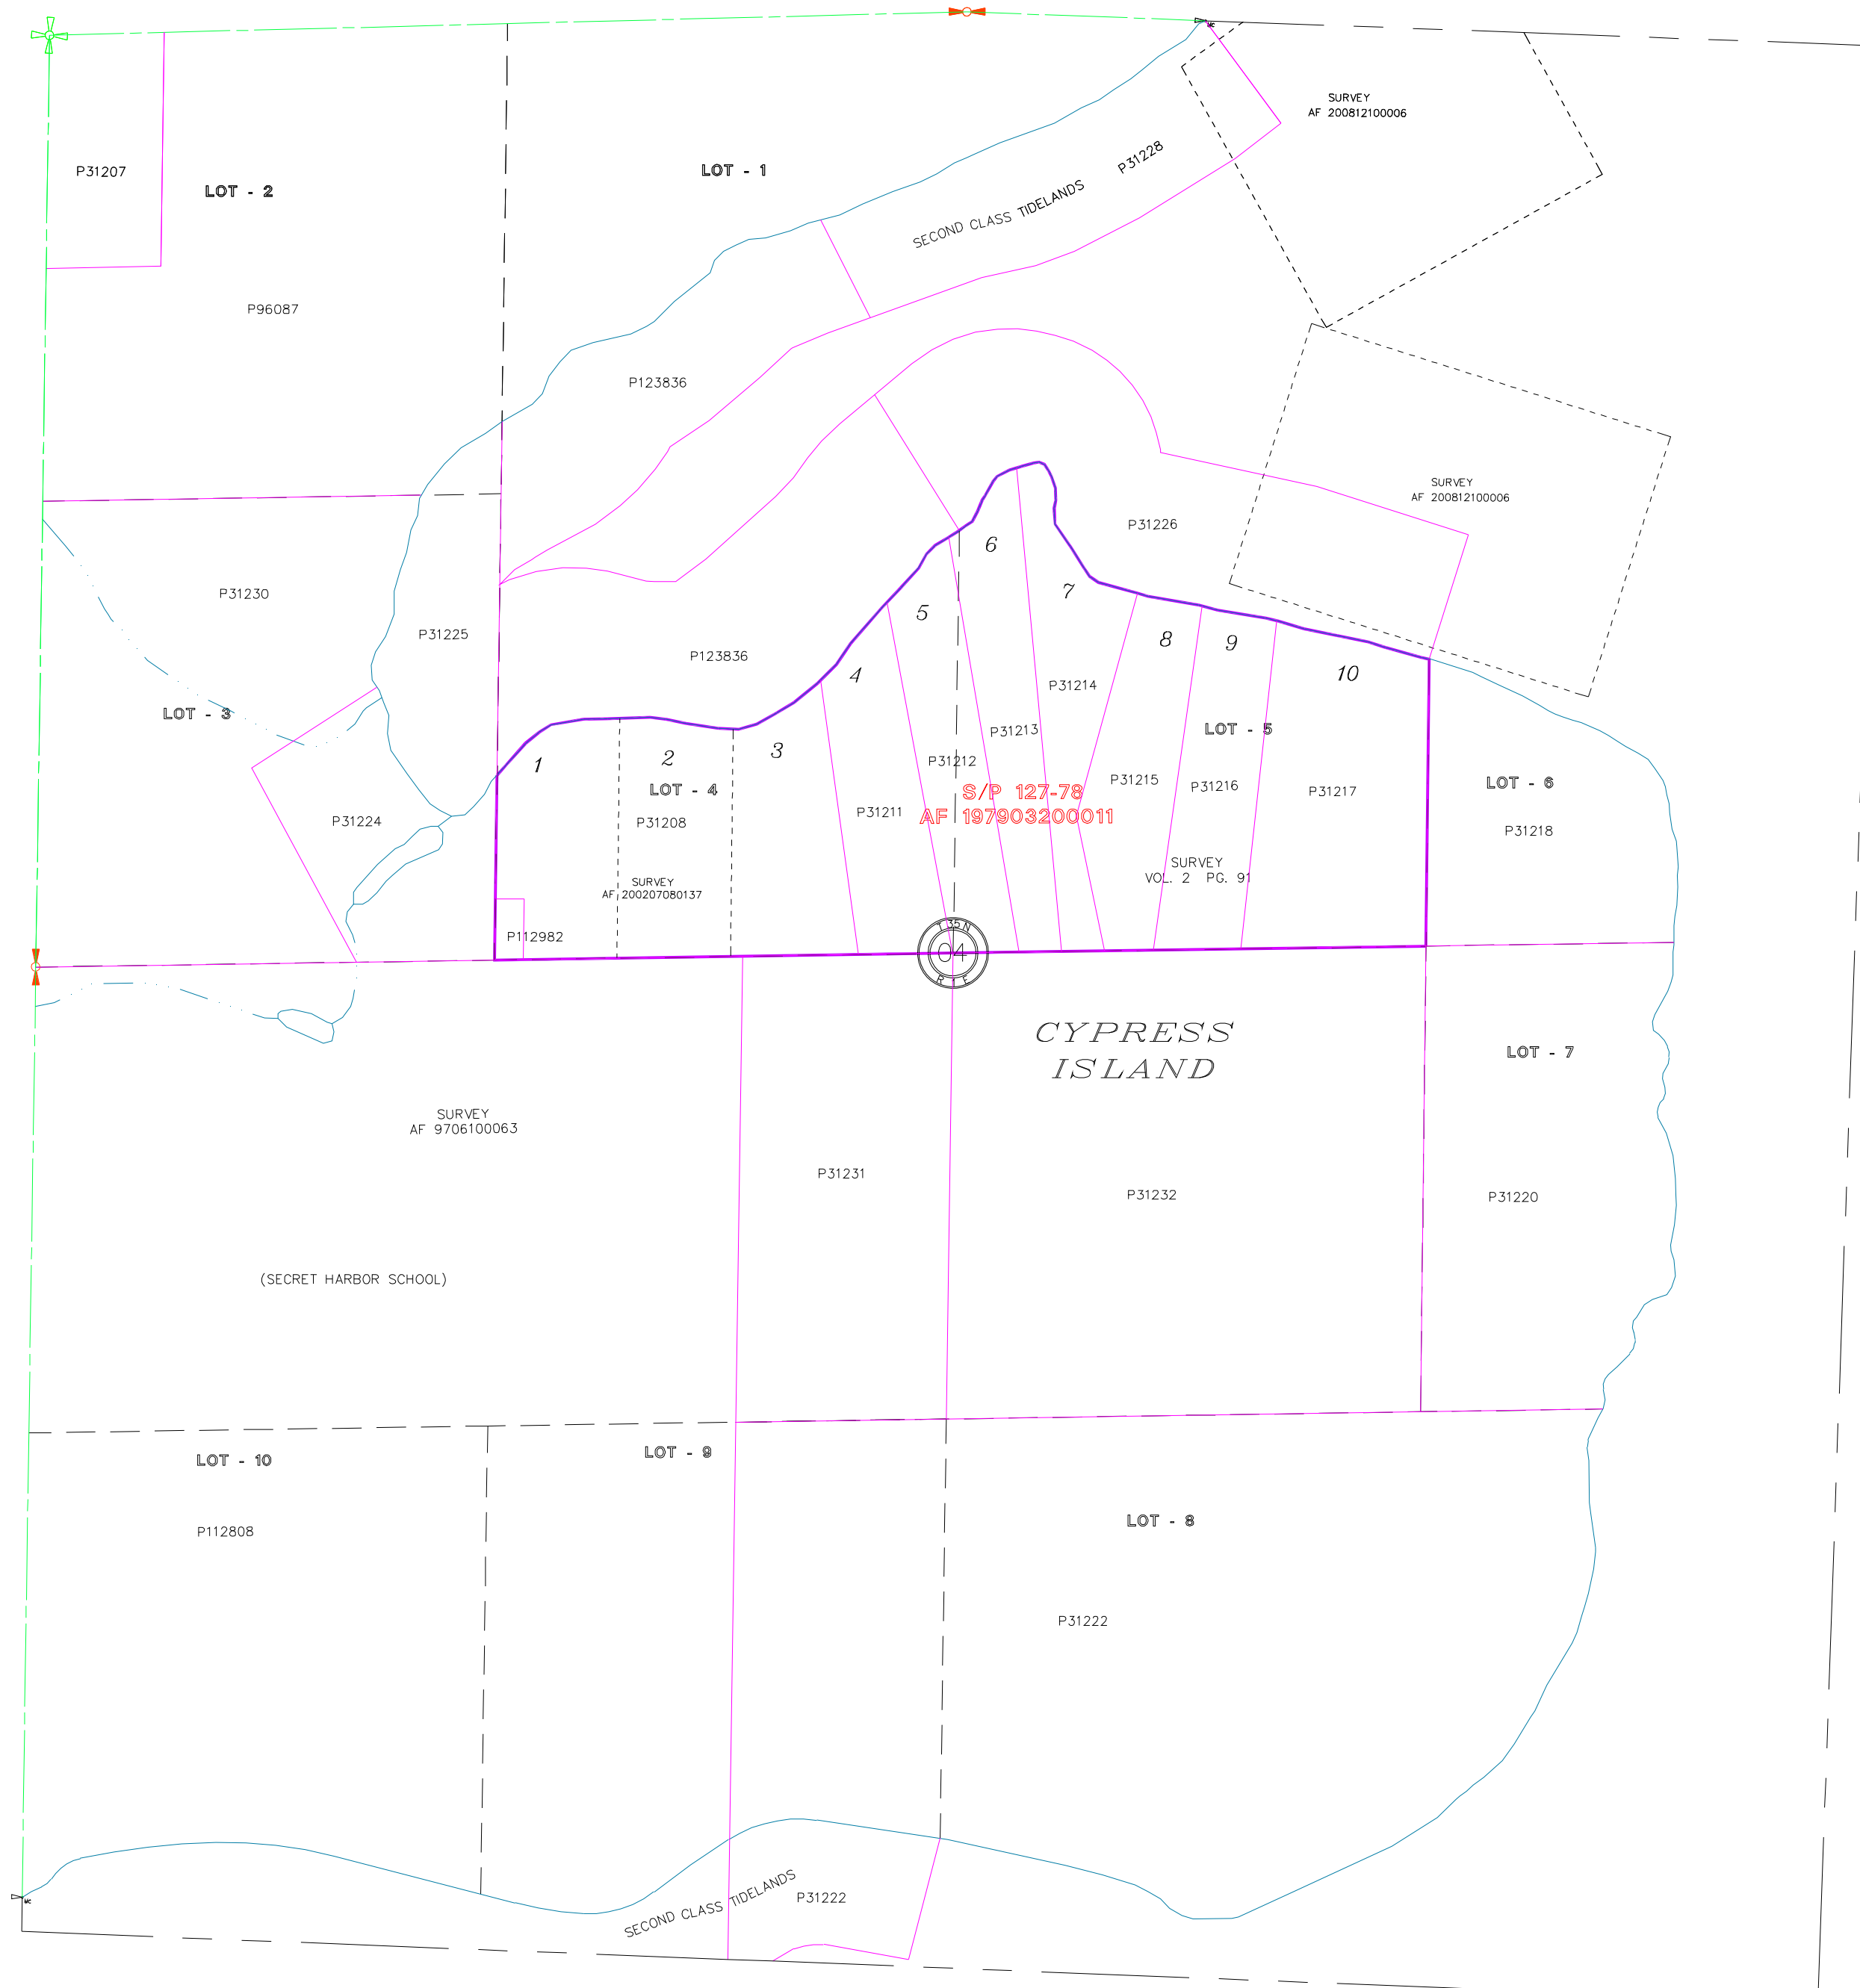 MC
SURVEY
AF 200812100006
P31207
LOT - 2
LOT - 1
P31228
SECOND CLASS TIDELANDS
P96087
P123836
SURVEY
AF 200812100006
P31226
6
P31230
7
5
P31225
8
9
P123836
4
10
P31214
LOT - 3
LOT - 5
P31213
3
2
1
P31212
P31215
P31216
LOT - 6
LOT - 4
S/P 127-78
P31217
P31211
AF 197903200011
P31224
P31208
P31218
SURVEY
VOL. 2 PG. 91
SURVEY
AF 200207080137
T 35 N
P112982
04
R 1 E
CYPRESS
ISLAND
LOT - 7
SURVEY
AF 9706100063
P31231
P31232
P31220
(SECRET HARBOR SCHOOL)
LOT - 10
LOT - 9
LOT - 8
P112808
P31222
SECOND CLASS TIDELANDS
P31222
MC